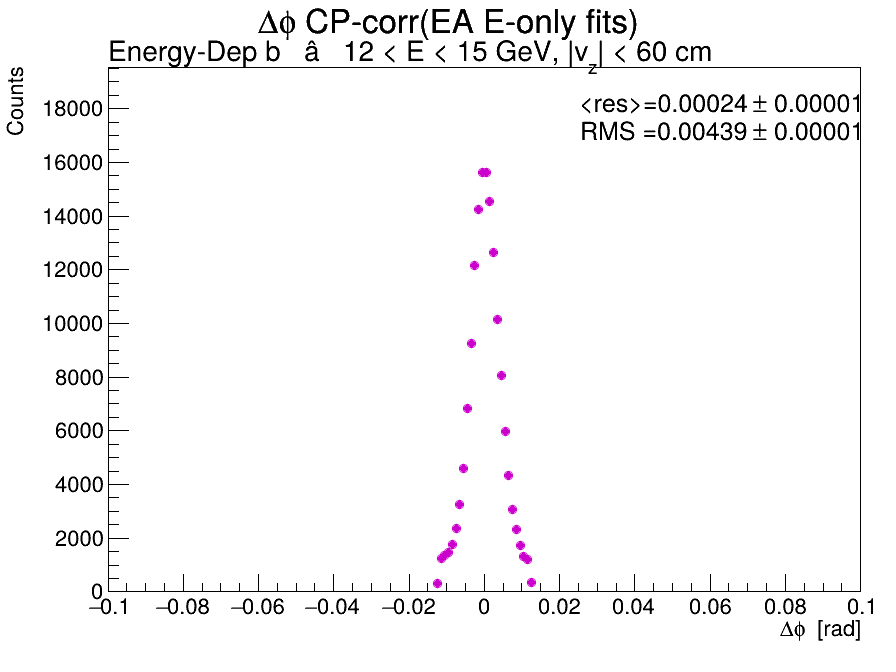 Δϕ CP-corr(EA E-only fits)
Energy-Dep b â 12 < E < 15 GeV, |v_z| < 60 cm
Counts
<res>=0.00024 ± 0.00001
RMS =0.00439 ± 0.00001
18000
16000
14000
12000
10000
8000
6000
4000
2000
0
−0.1 −0.08 −0.06 −0.04 −0.02 0 0.02 0.04 0.06 0.08 0.1
Δϕ [rad]